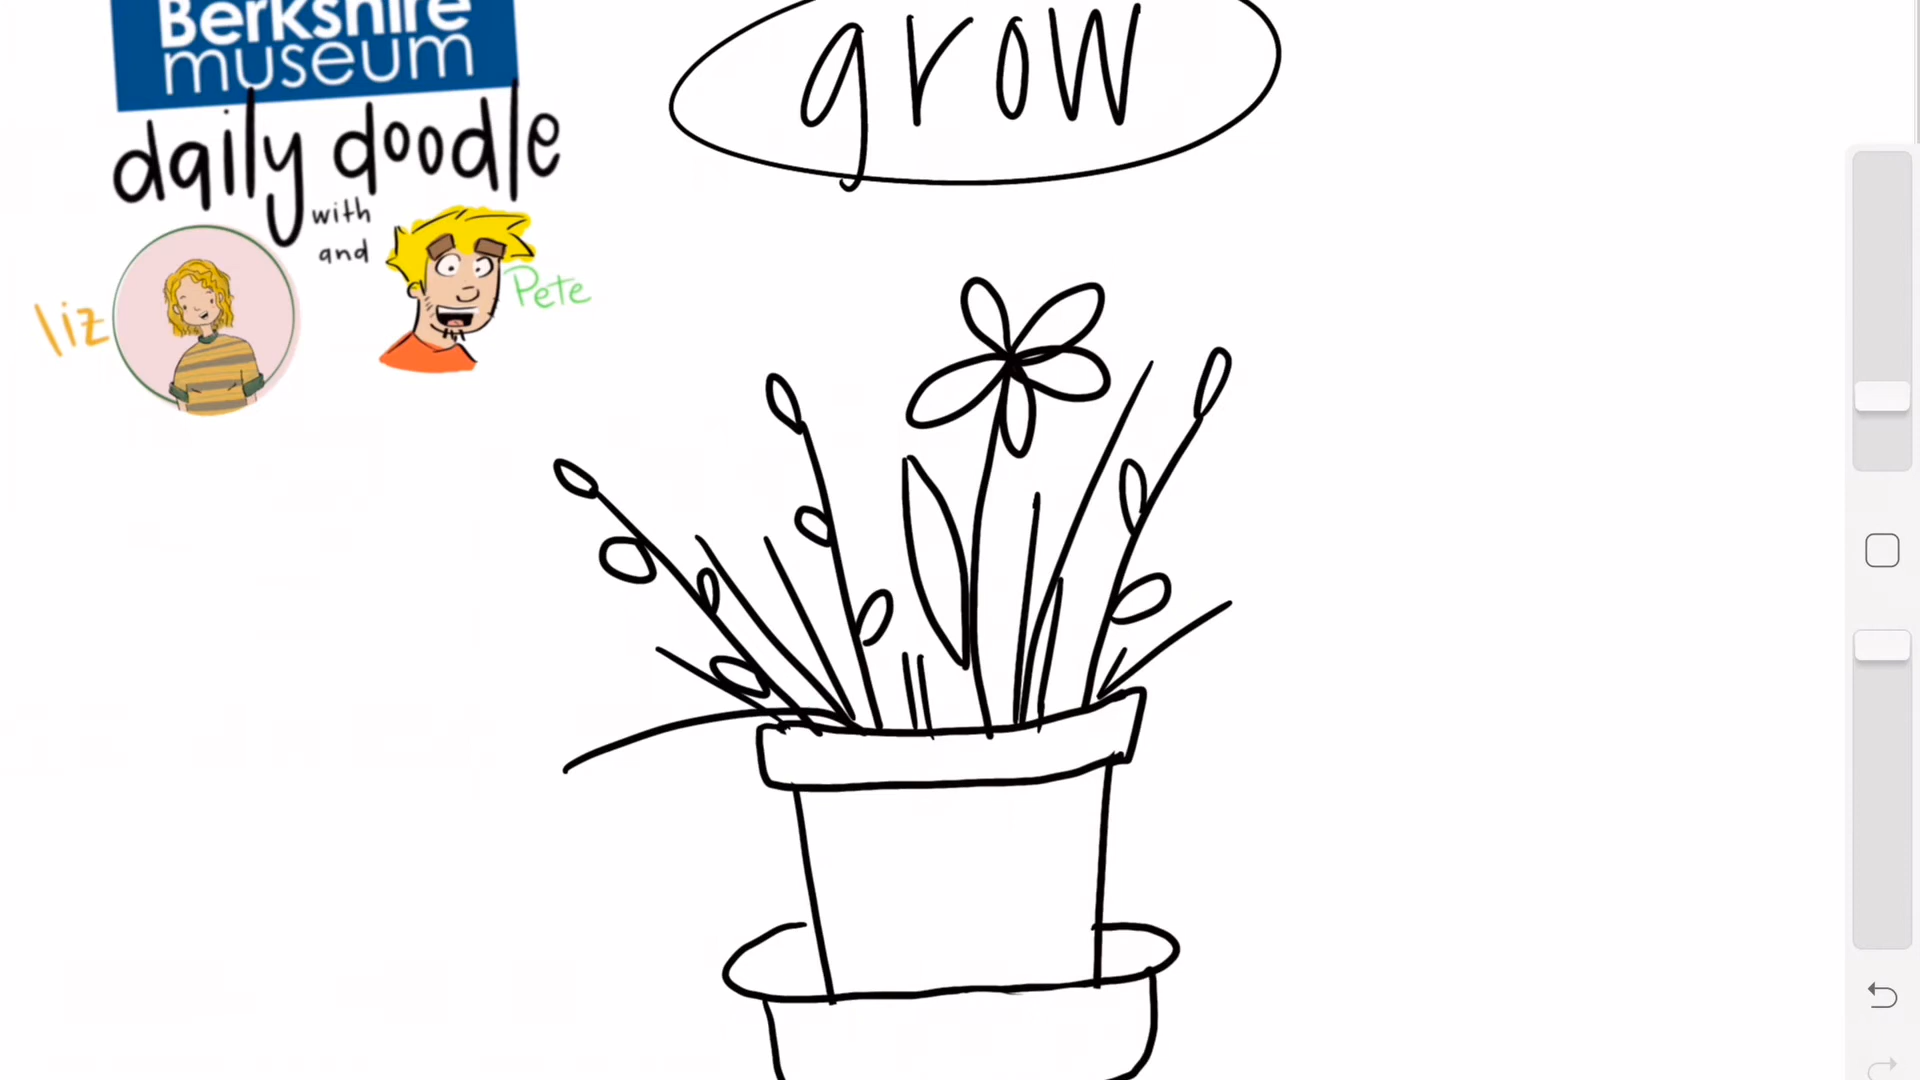 Berkshire
museum
daily doodle
with
and
liz
Pete
grow